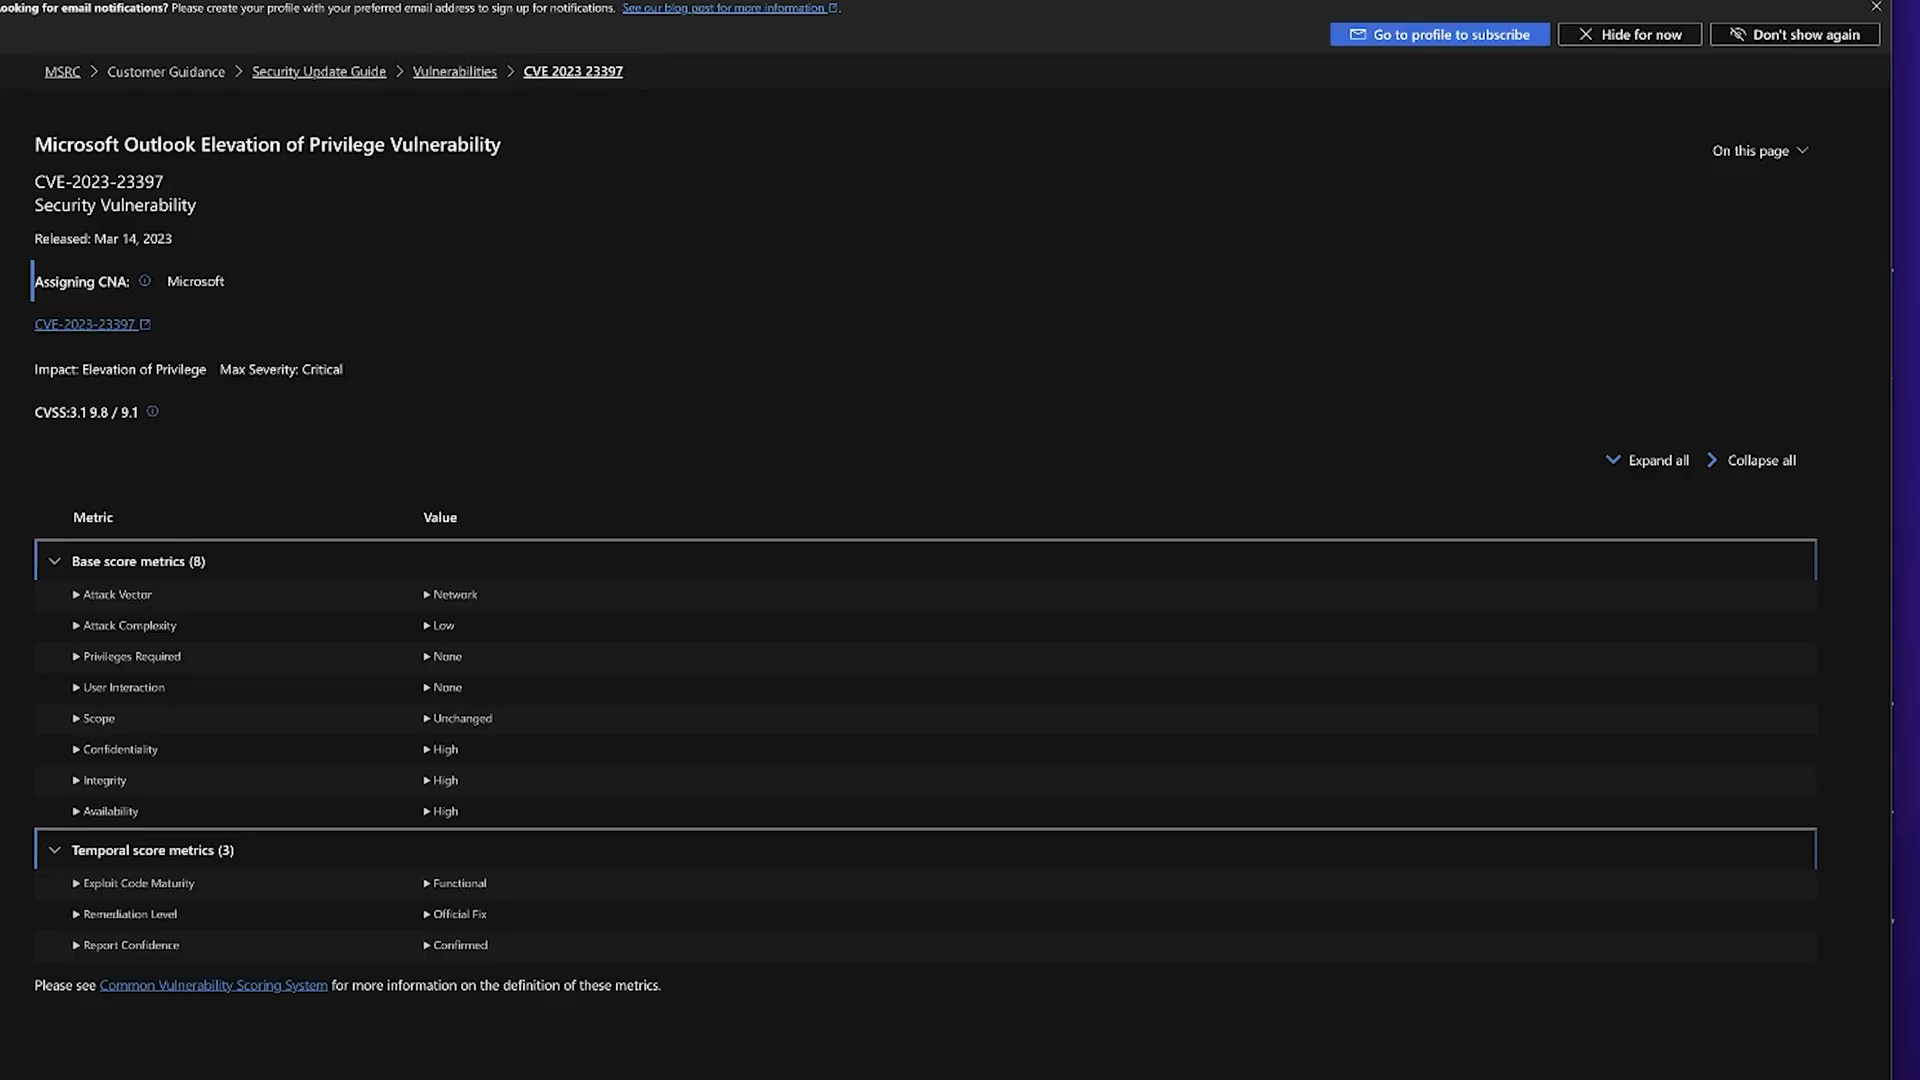 ooking for email notifications? Please create your profile with your preferred email address to sign up for notifications. See our blog post for more information.
Go to profile to subscribe Hide for now Don't show again
MSRC > Customer Guidance > Security Update Guide > Vulnerabilities > CVE 2023 23397
Microsoft Outlook Elevation of Privilege Vulnerability
On this page
CVE-2023-23397
Security Vulnerability
Released: Mar 14, 2023
Assigning CNA: Microsoft
CVE-2023-23397
Impact: Elevation of Privilege Max Severity: Critical
CVSS:3.1 9.8 / 9.1
Expand all Collapse all
Metric Value
Base score metrics (8)
Attack Vector Network
Attack Complexity Low
Privileges Required None
User Interaction None
Scope Unchanged
Confidentiality High
Integrity High
Availability High
Temporal score metrics (3)
Exploit Code Maturity Functional
Remediation Level Official Fix
Report Confidence Confirmed
Please see Common Vulnerability Scoring System for more information on the definition of these metrics.